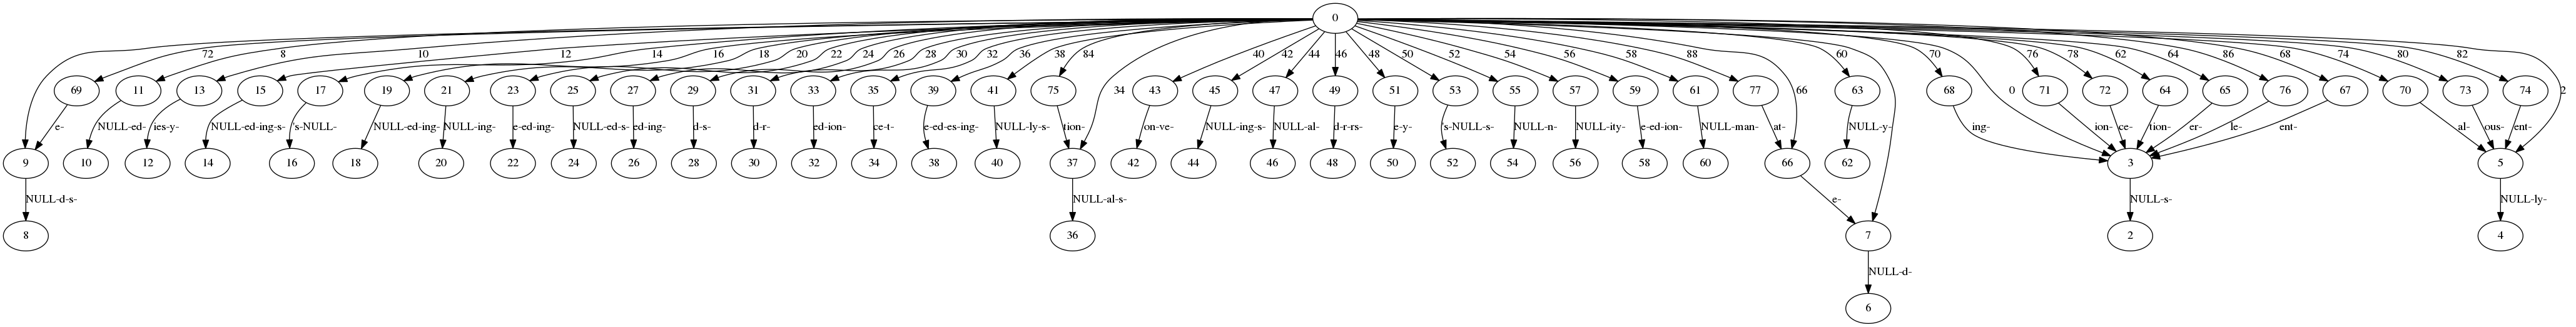 0
72 8 10 12 14 16 18 20 22 24 26 28 30 32 36 38 84 34 40 42 44 46 48 50 52 54 56 58 88 66 60 70 0 76 78 62 64 86 68 74 80 82 2
69 11 13 15 17 19 21 23 25 27 29 31 33 35 39 41 75 43 45 47 49 51 53 55 57 59 61 77 63 68 71 72 64 65 76 67 70 73 74
e- NULL-ed- ies-y- NULL-ed-ing-s- 's-NULL- NULL-ed-ing- NULL-ing- e-ed-ing- NULL-ed-s- ed-ing- d-s- d-r- ed-ion- ce-t- e-ed-es-ing- NULL-ly-s- tion- on-ve- NULL-ing-s- NULL-al- d-r-rs- e-y- 's-NULL-s- NULL-n- NULL-ity- e-ed-ion- NULL-man- at- NULL-y- ing- ion- ce- tion- er- le- ent- al- ous- ent-
9 10 12 14 16 18 20 22 24 26 28 30 32 34 38 40 37 42 44 46 48 50 52 54 56 58 60 66 62 3 5
NULL-d-s- NULL-al-s- e- NULL-s- NULL-ly-
8 36 7 2 4
NULL-d-
6